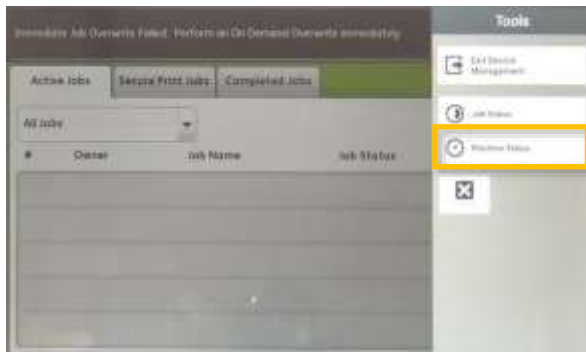 Immediate Job Overwrite Failed. Perform an On Demand Overwrite immediately.
Tools
Exit Device
Management
Active Jobs
Secure Print Jobs
Completed Jobs
Job Status
All Jobs
Machine Status
# Owner Job Name Job Status